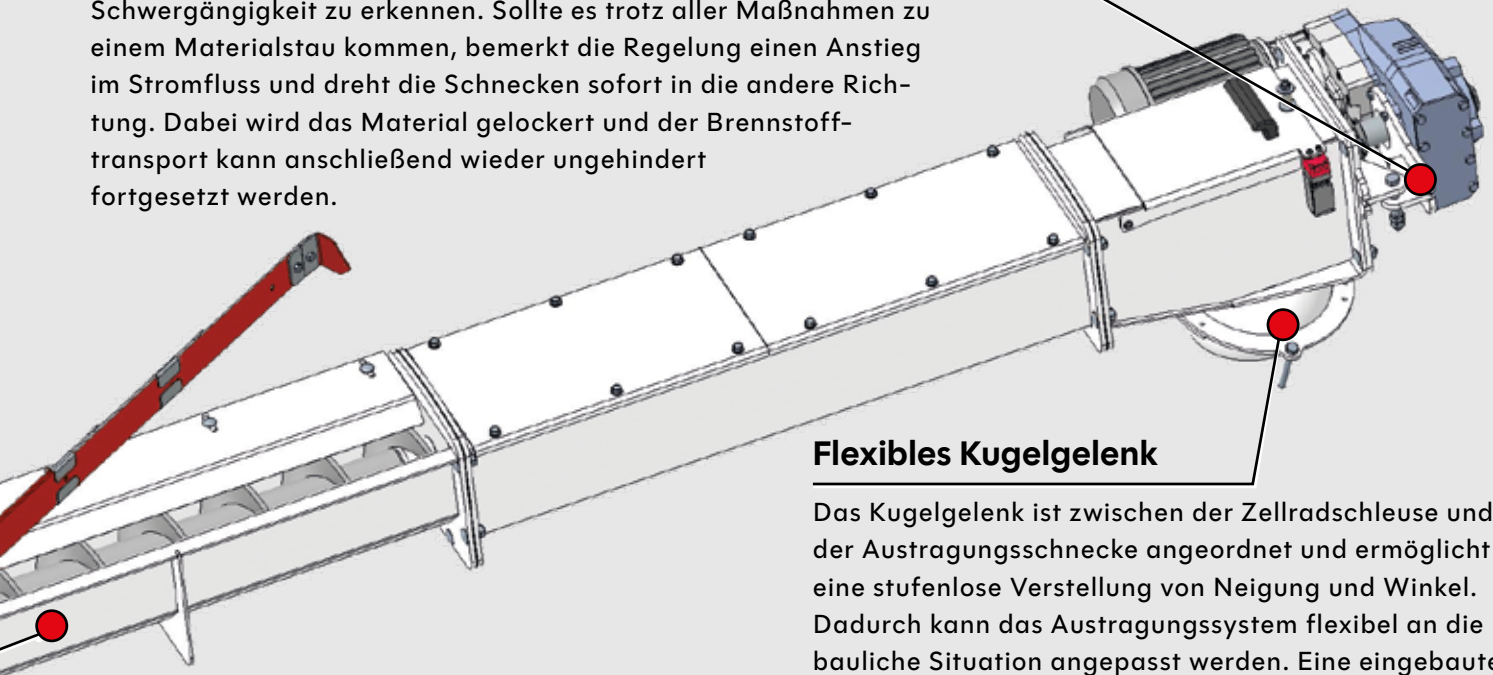 Schwergängigkeit zu erkennen. Sollte es trotz aller Maßnahmen zu
einem Materialstau kommen, bemerkt die Regelung einen Anstieg
im Stromfluss und dreht die Schnecken sofort in die andere Rich-
tung. Dabei wird das Material gelockert und der Brennstoff-
transport kann anschließend wieder ungehindert
fortgesetzt werden.
Flexibles Kugelgelenk
Das Kugelgelenk ist zwischen der Zellradschleuse und
der Austragungsschnecke angeordnet und ermöglicht
eine stufenlose Verstellung von Neigung und Winkel.
Dadurch kann das Austragungssystem flexibel an die
bauliche Situation angepasst werden. Eine eingebaute